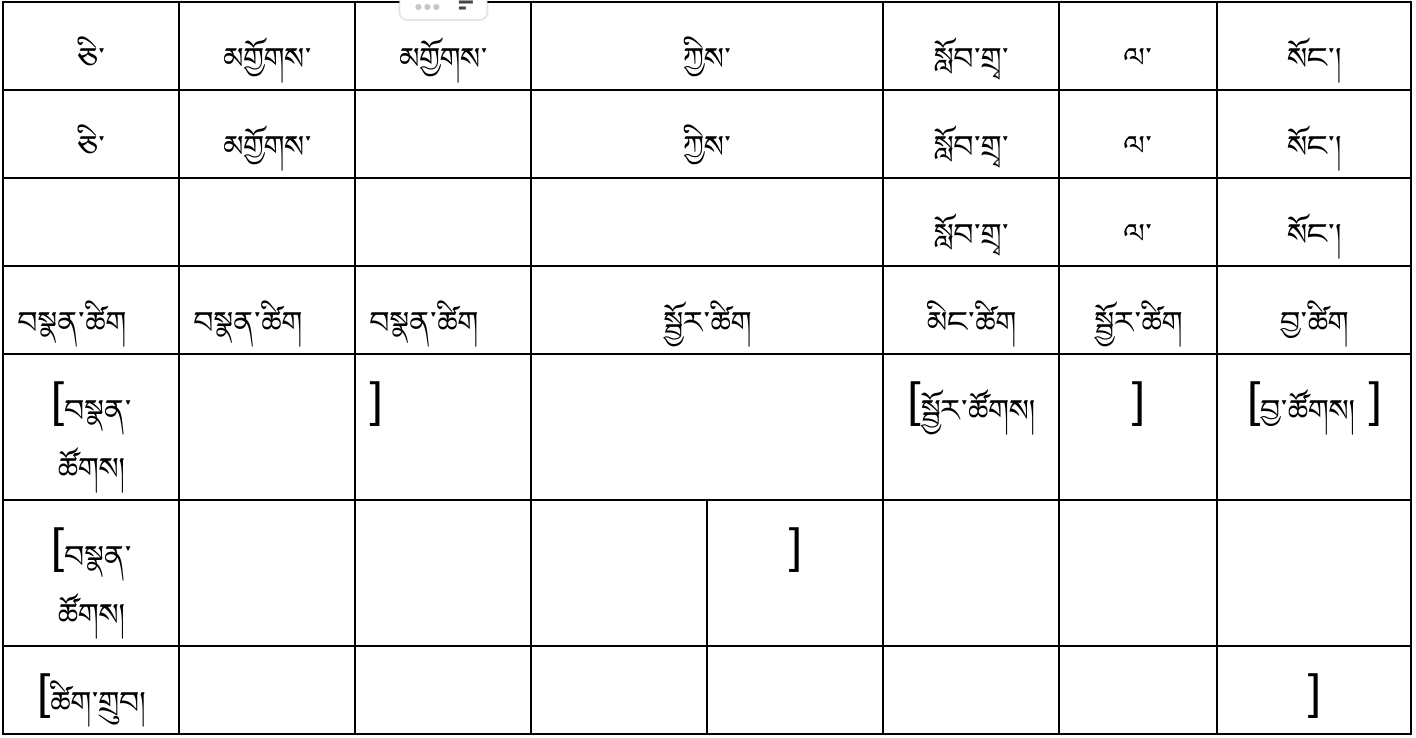 ཅི་ མགྱོགས་ མགྱོགས་ ཀྱིས་ སློབ་གྲྭ་ ལ་ སོང་།
ཅི་ མགྱོགས་ ཀྱིས་ སློབ་གྲྭ་ ལ་ སོང་།
སློབ་གྲྭ་ ལ་ སོང་།
བསྣན་ཚིག བསྣན་ཚིག བསྣན་ཚིག སྦྱོར་ཚིག མིང་ཚིག སྦྱོར་ཚིག བྱ་ཚིག
[བསྣན་ ] [སྦྱོར་ཚོགས། ] [བྱ་ཚོགས། ]
ཚོགས།
[བསྣན་ ]
ཚོགས།
[ཚིག་གྲུབ། ]